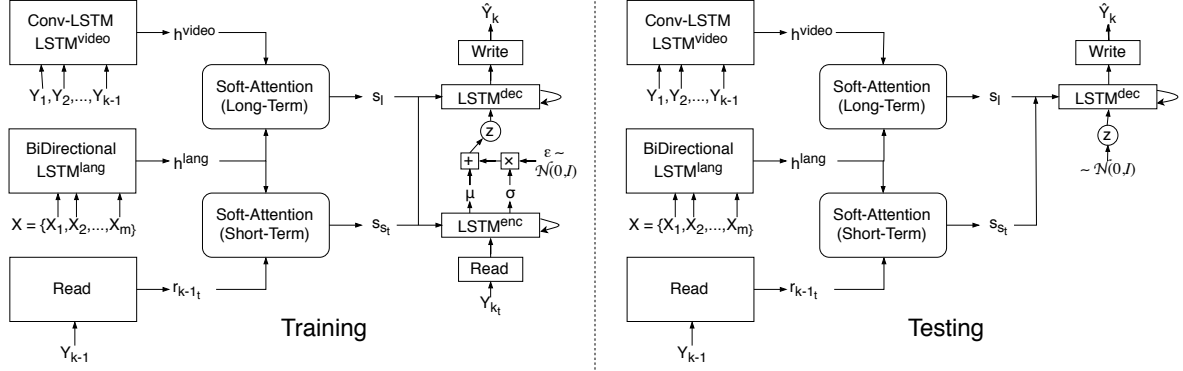 Conv-LSTM
LSTMvideo
hvideo
Y1,Y2,...,Yk-1
Soft-Attention
(Long-Term)
sl
BiDirectional
LSTMlang
hlang
X = {X1,X2,...,Xm}
Soft-Attention
(Short-Term)
sst
Read
rk-1t
Yk-1
Ŷk
Write
LSTMdec
z
+
×
ε ~
N(0,I)
μ
σ
LSTMenc
Read
Ykt
Training
Conv-LSTM
LSTMvideo
hvideo
Y1,Y2,...,Yk-1
Soft-Attention
(Long-Term)
sl
BiDirectional
LSTMlang
hlang
X = {X1,X2,...,Xm}
Soft-Attention
(Short-Term)
sst
Read
rk-1t
Yk-1
Ŷk
Write
LSTMdec
z
~ N(0,I)
Testing